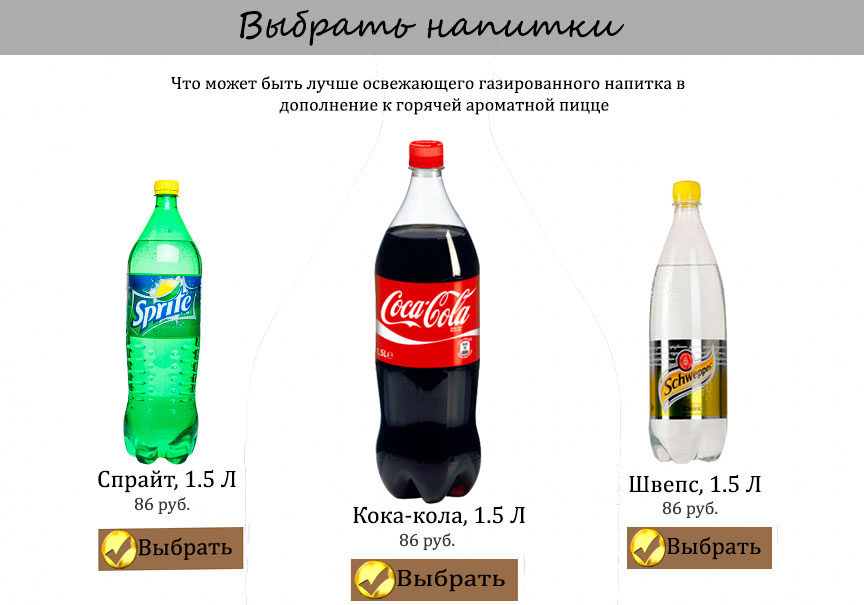 Выбрать напитки
Что может быть лучше освежающего газированного напитка в
дополнение к горячей ароматной пицце
Sprite
Coca-Cola
1,5L℮
Schweppes
Спрайт, 1.5 Л
86 руб.
Выбрать
Кока-кола, 1.5 Л
86 руб.
Выбрать
Швепс, 1.5 Л
86 руб.
Выбрать